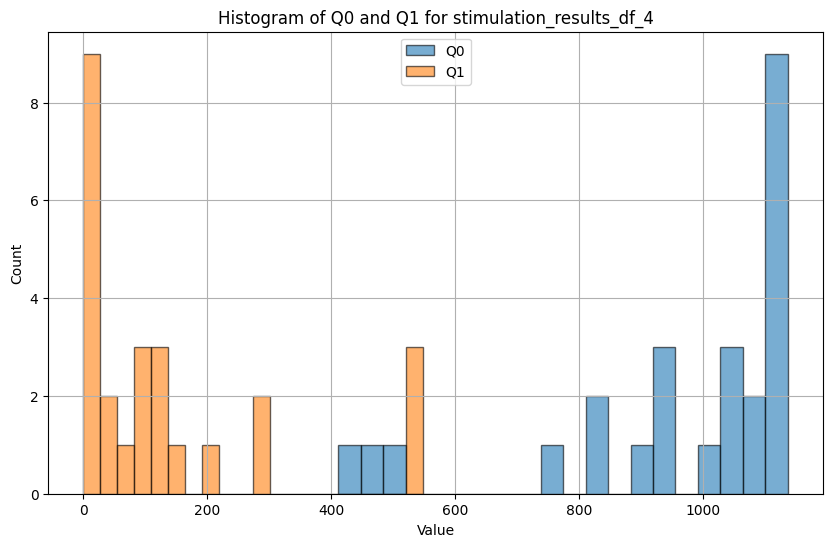 Histogram of Q0 and Q1 for stimulation_results_df_4
Q0
Q1
Count
8
6
4
2
0
0 200 400 600 800 1000
Value